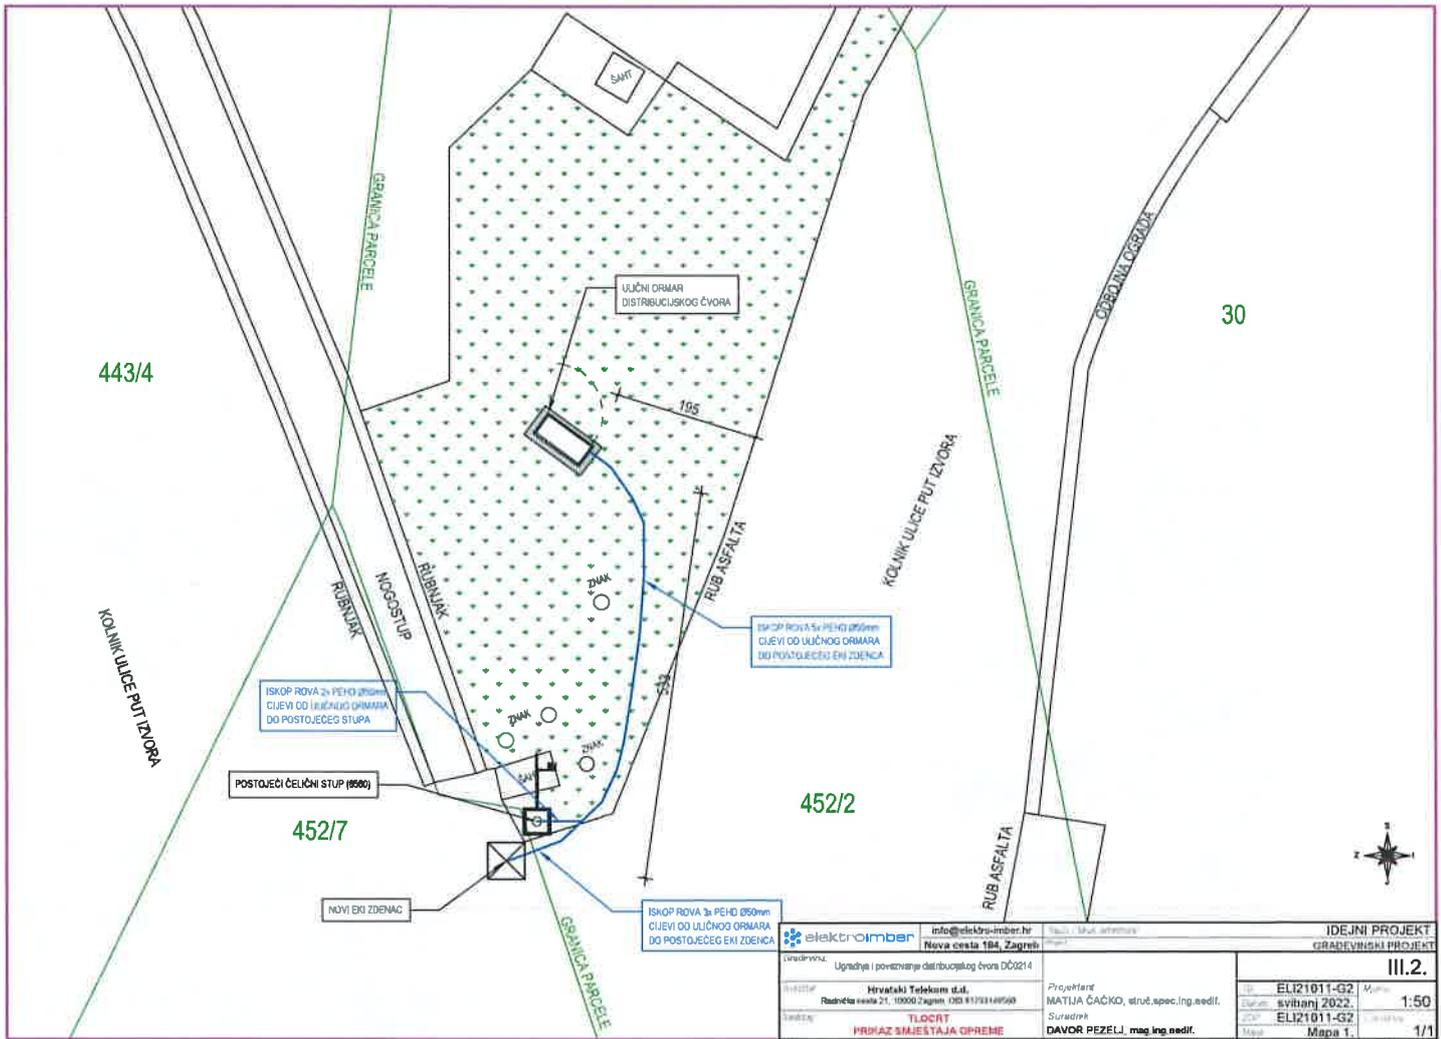 ŠAHT
GRANICA PARCELE
ULIČNI ORMAR
DISTRIBUCIJSKOG ČVORA
ODBOJNA OGRADA
GRANICA PARCELE
30
443/4
195
KOLNIK ULICE PUT IZVORA
RUB ASFALTA
RUBNJAK
NOGOSTUP
RUBNJAK
ZNAK
KOLNIK ULICE PUT IZVORA
ISKOP ROVA 5x PEHD Ø50mm
CIJEVI OD ULIČNOG ORMARA
DO POSTOJEĆEG EKI ZDENCA
533
ISKOP ROVA 2x PEHD Ø50mm
CIJEVI OD ULIČNOG ORMARA
DO POSTOJEĆEG STUPA
ZNAK
ZNAK
ŠAHT
POSTOJEĆI ČELIČNI STUP
452/7
452/2
RUB ASFALTA
S
Z
I
J
NOVI EKI ZDENAC
ISKOP ROVA 3x PEHD Ø50mm
CIJEVI OD ULIČNOG ORMARA
DO POSTOJEĆEG EKI ZDENCA
GRANICA PARCELE
elektroimber
info@elektro-imber.hr
Nova cesta 184, Zagreb
IDEJNI PROJEKT
GRAĐEVINSKI PROJEKT
Građevina:
Ugradnja i povezivanje distribucijskog čvora DČ0214
III.2.
Investitor
Hrvatski Telekom d.d.
Radnička cesta 21, 10000 Zagreb
Projektant
MATIJA ČAČKO, struč.spec.ing.aedif.
ELI21011-G2
1:50
svibanj 2022.
Sadržaj:
TLOCRT
PRIKAZ SMJEŠTAJA OPREME
Suradnik
DAVOR PEZELJ, mag.ing.aedif.
ZOP
ELI21011-G2
Mapa 1.
1/1